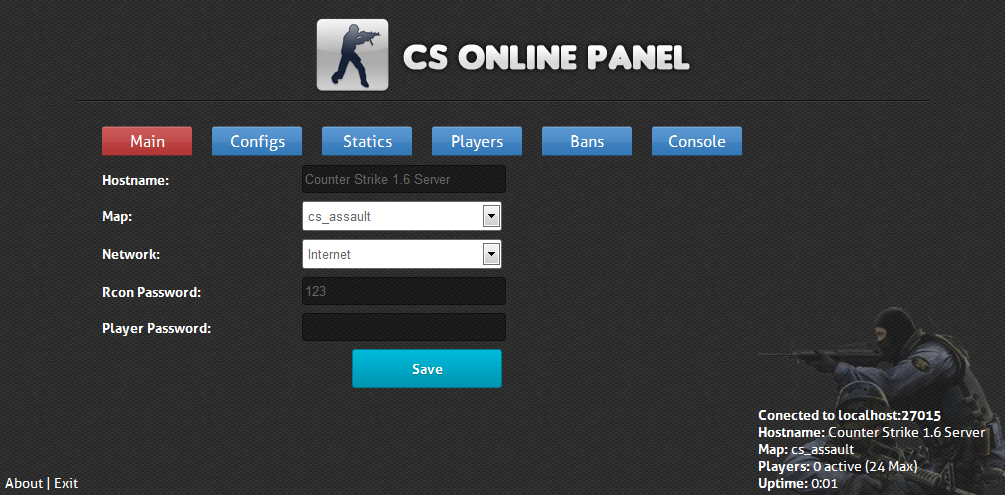 CS ONLINE PANEL
Main Configs Statics Players Bans Console
Hostname: Counter Strike 1.6 Server
Map: cs_assault
Network: Internet
Rcon Password: 123
Player Password:
Save
Conected to localhost:27015
Hostname: Counter Strike 1.6 Server
Map: cs_assault
Players: 0 active (24 Max)
Uptime: 0:01
About | Exit